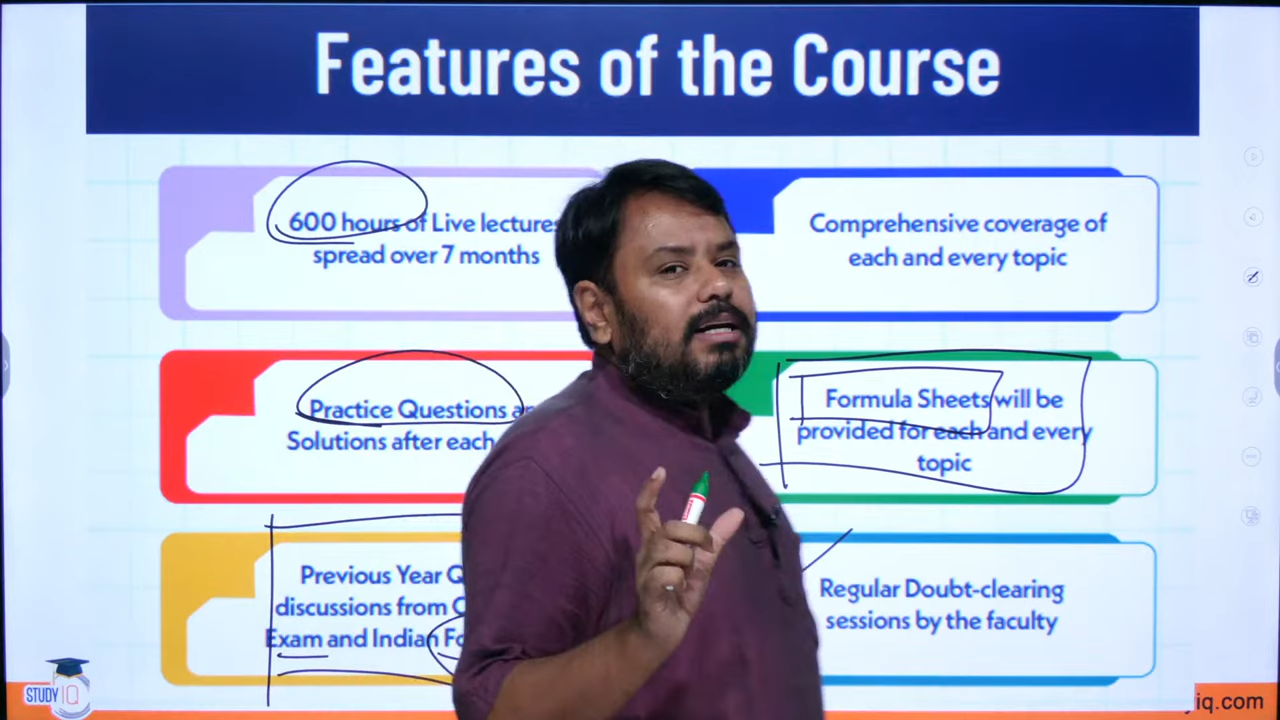 Features of the Course
600 hours of Live lectures
spread over 7 months
Comprehensive coverage of
each and every topic
Practice Questions
Solutions after each
Formula Sheets will be
provided for each and every
topic
Previous Year
discussions from
Exam and Indian
Regular Doubt-clearing
sessions by the faculty
STUDY IQ
iq.com